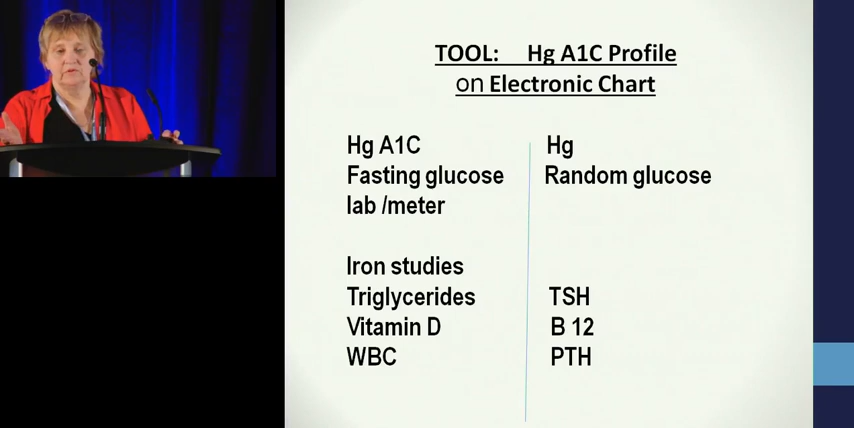 TOOL: Hg A1C Profile
on Electronic Chart
Hg A1C
Fasting glucose
lab /meter
Iron studies
Triglycerides
Vitamin D
WBC
Hg
Random glucose
TSH
B 12
PTH